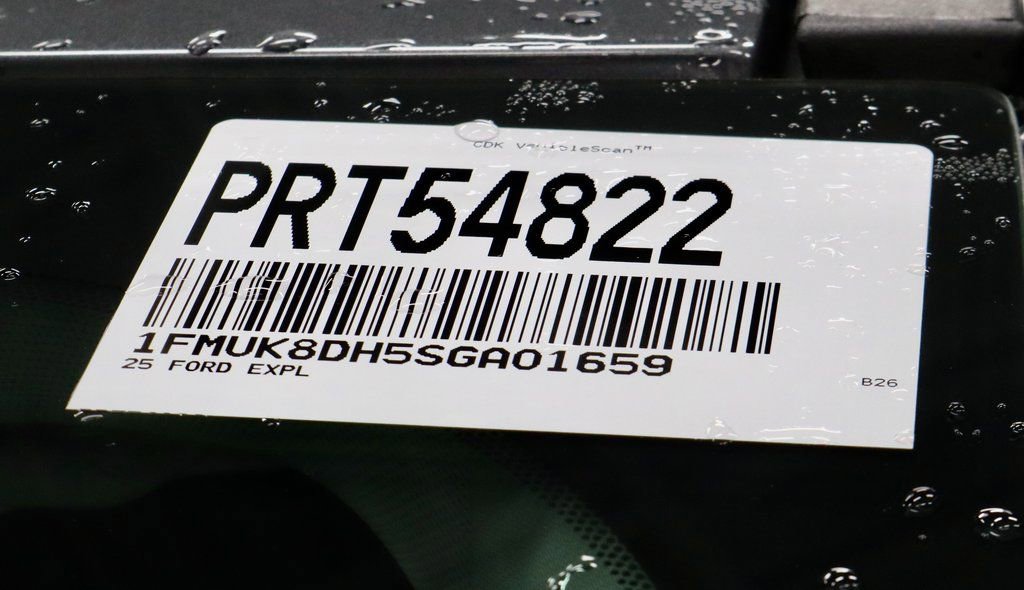 CDK VehicleScan™
PRT54822
1FMUK8DH5SGA01659
25 FORD EXPL
B26